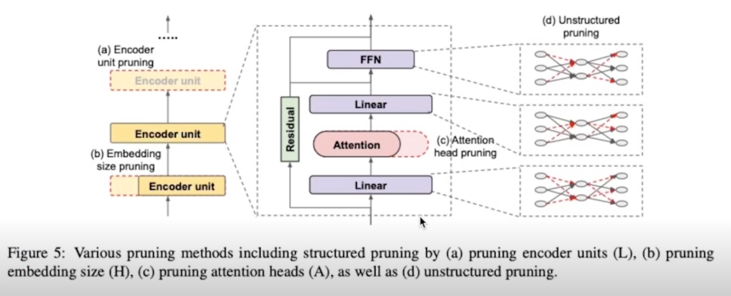 (d) Unstructured
pruning
.....
(a) Encoder
unit pruning
Encoder unit
FFN
Linear
Encoder unit
Residual
Attention
(c) Attention
head pruning
(b) Embedding
size pruning
Encoder unit
Linear
Figure 5: Various pruning methods including structured pruning by (a) pruning encoder units (L), (b) pruning
embedding size (H), (c) pruning attention heads (A), as well as (d) unstructured pruning.